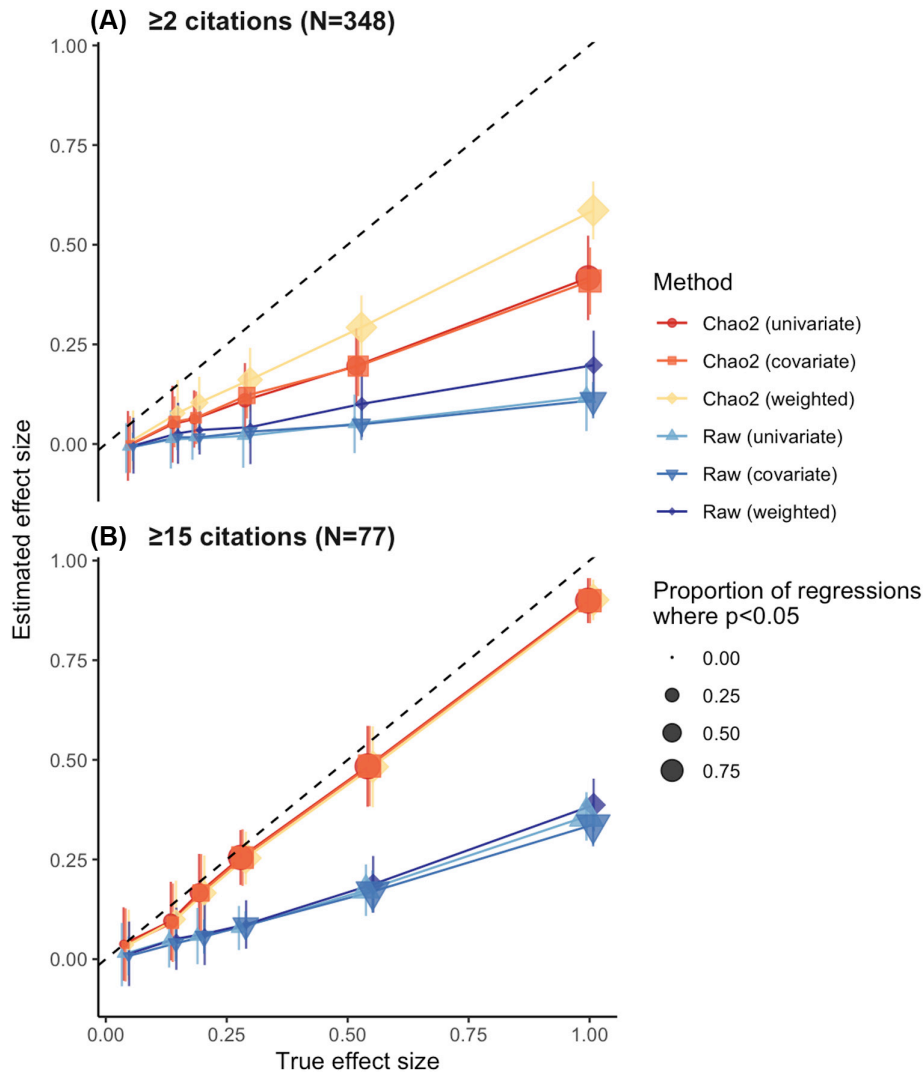 (A) ≥2 citations (N=348)
1.00
0.75
0.50
0.25
0.00
(B) ≥15 citations (N=77)
1.00
0.75
0.50
0.25
0.00
Estimated effect size
0.00 0.25 0.50 0.75 1.00
True effect size
Method
Chao2 (univariate)
Chao2 (covariate)
Chao2 (weighted)
Raw (univariate)
Raw (covariate)
Raw (weighted)
Proportion of regressions
where p<0.05
0.00
0.25
0.50
0.75